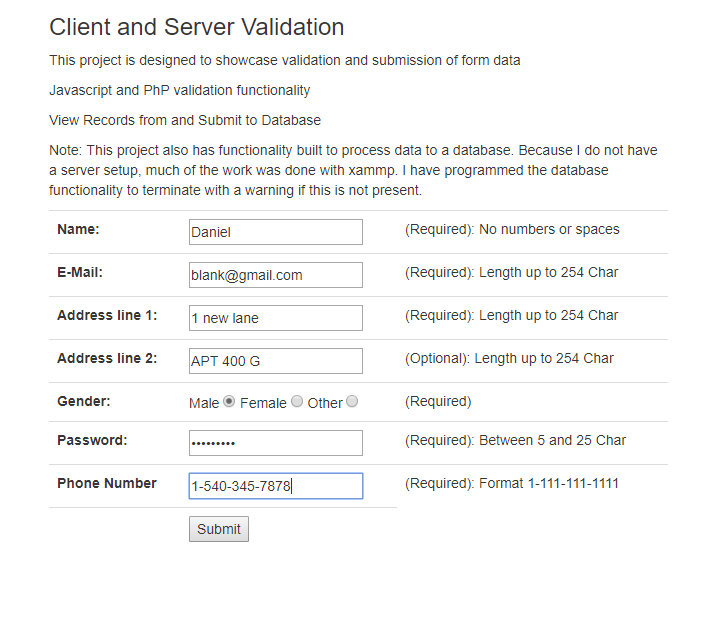 Client and Server Validation
This project is designed to showcase validation and submission of form data
Javascript and PhP validation functionality
View Records from and Submit to Database
Note: This project also has functionality built to process data to a database. Because I do not have
a server setup, much of the work was done with xammp. I have programmed the database
functionality to terminate with a warning if this is not present.
Name: Daniel (Required): No numbers or spaces
E-Mail: blank@gmail.com (Required): Length up to 254 Char
Address line 1: 1 new lane (Required): Length up to 254 Char
Address line 2: APT 400 G (Optional): Length up to 254 Char
Gender: Male Female Other (Required)
Password: ••••••••• (Required): Between 5 and 25 Char
Phone Number 1-540-345-7878 (Required): Format 1-111-111-1111
Submit